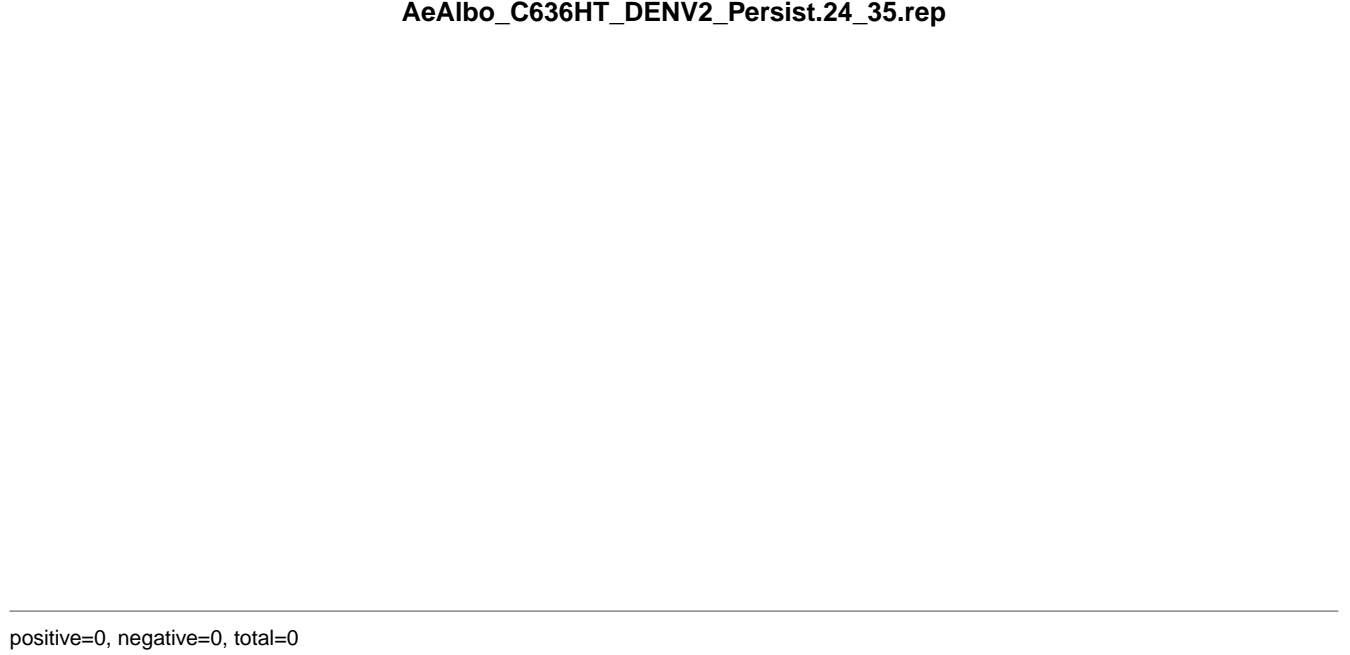 AeAlbo_C636HT_DENV2_Persist.24_35.rep
positive=0, negative=0, total=0